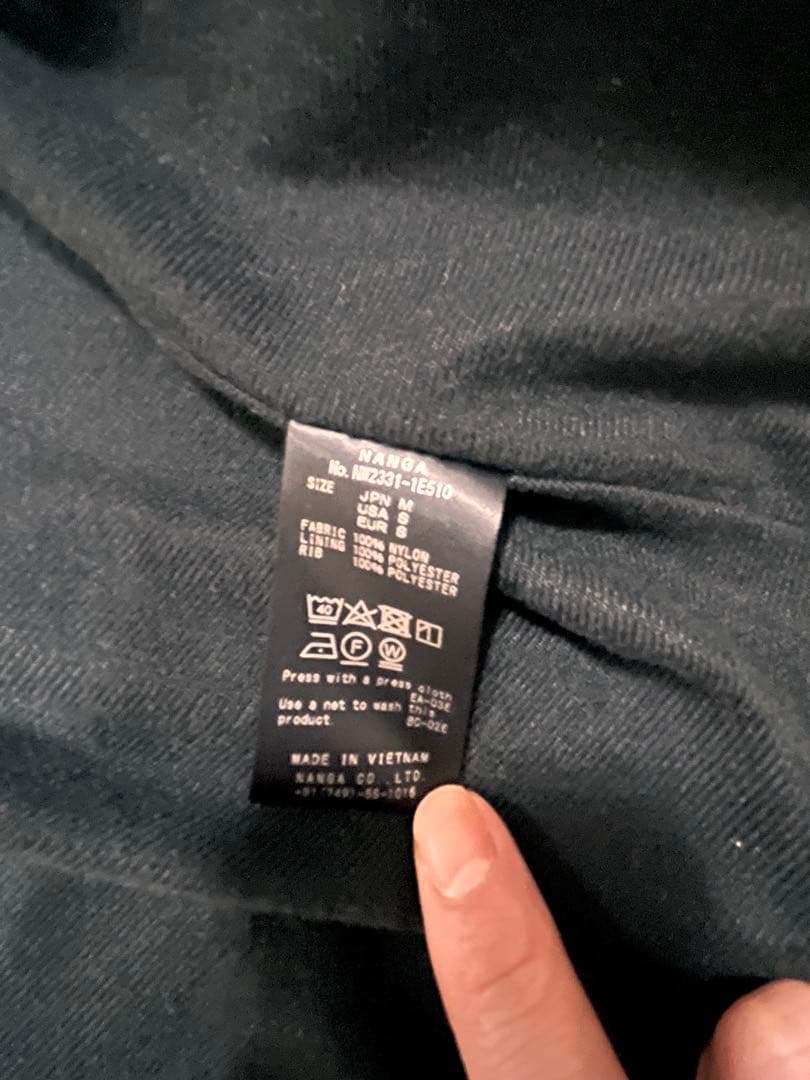 NANGA
No. NW2331-1E510
SIZE JPN M
USA S
EUR S
FABRIC 100% NYLON
LINING 100% POLYESTER
RIB 100% POLYESTER
40
F W
Press with a press cloth
EA-03E
Use a net to wash this
product. BG-02E
MADE IN VIETNAM
NANGA CO.,LTD.